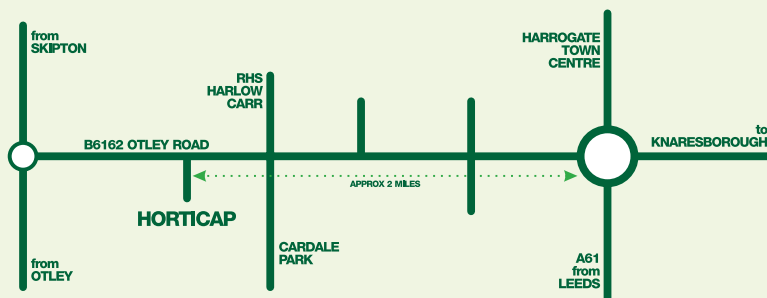 from
SKIPTON
HARROGATE
TOWN
CENTRE
RHS
HARLOW
CARR
B6162 OTLEY ROAD
to
KNARESBOROUGH
APPROX 2 MILES
HORTICAP
CARDALE
PARK
from
OTLEY
A61
from
LEEDS